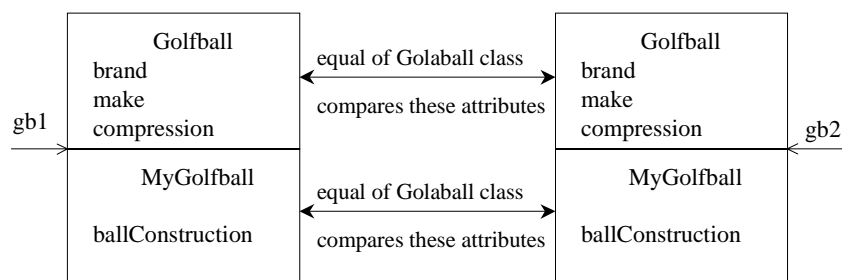 Golfball
brand
make
compression
gb1
MyGolfball
ballConstruction
equal of Golaball class
compares these attributes
equal of Golaball class
compares these attributes
Golfball
brand
make
compression
gb2
MyGolfball
ballConstruction